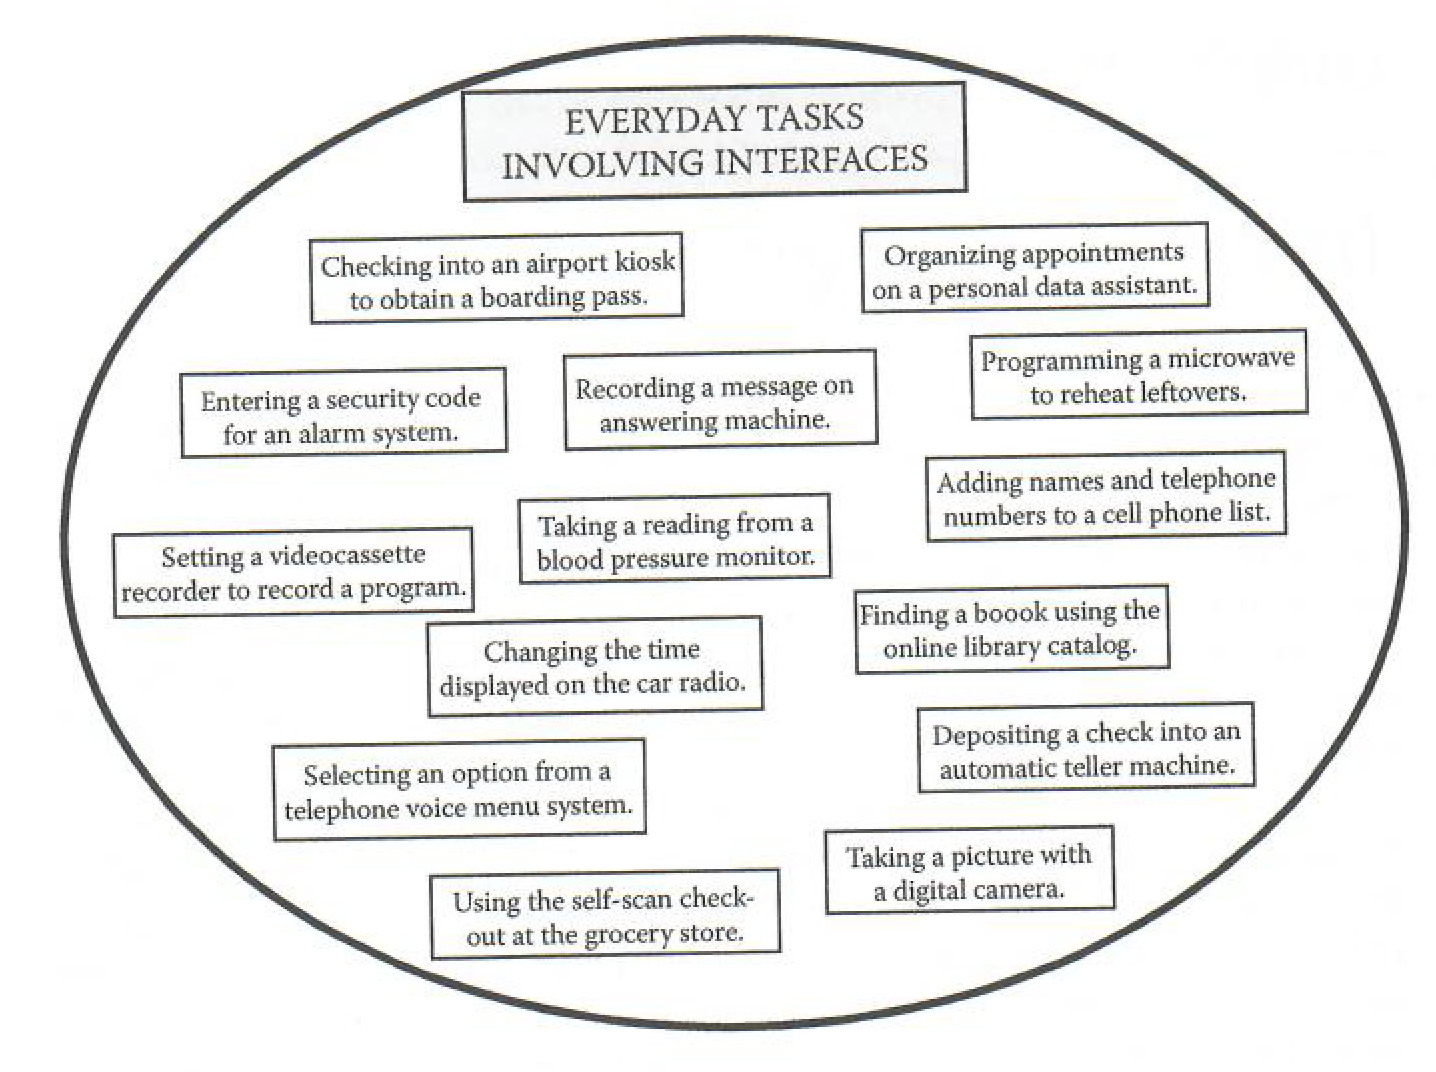 EVERYDAY TASKS
INVOLVING INTERFACES
Checking into an airport kiosk
to obtain a boarding pass.
Organizing appointments
on a personal data assistant.
Programming a microwave
to reheat leftovers.
Entering a security code
for an alarm system.
Recording a message on
answering machine.
Adding names and telephone
numbers to a cell phone list.
Taking a reading from a
blood pressure monitor.
Setting a videocassette
recorder to record a program.
Finding a boook using the
online library catalog.
Changing the time
displayed on the car radio.
Depositing a check into an
automatic teller machine.
Selecting an option from a
telephone voice menu system.
Taking a picture with
a digital camera.
Using the self-scan check-
out at the grocery store.